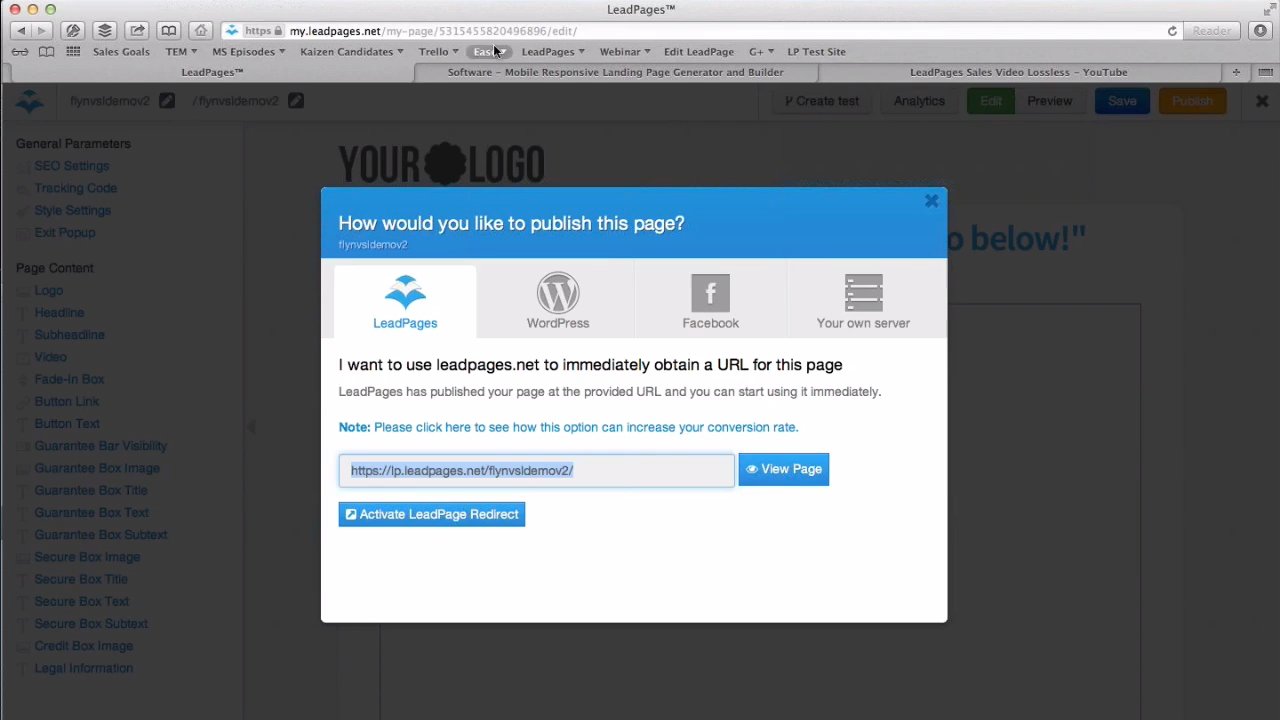 LeadPages™
https my.leadpages.net/my-page/5315455820496896/edit/ Reader
Sales Goals TEM MS Episodes Kaizen Candidates Trello LeadPages Webinar Edit LeadPage G+ LP Test Site
LeadPages™ Software – Mobile Responsive Landing Page Generator and Builder LeadPages Sales Video Lossless – YouTube
flynvsldemov2 /flynvsldemov2 Create test Analytics Edit Preview Save Publish
General Parameters
SEO Settings
Tracking Code
Style Settings
Exit Popup
Page Content
Logo
Headline
Subheadline
Video
Fade-In Box
Button Link
Button Text
Guarantee Bar Visibility
Guarantee Box Image
Guarantee Box Title
Guarantee Box Text
Guarantee Box Subtext
Secure Box Image
Secure Box Title
Secure Box Text
Secure Box Subtext
Credit Box Image
Legal Information
YOUR LOGO
o below!"
How would you like to publish this page?
flynvsldemov2
LeadPages WordPress Facebook Your own server
I want to use leadpages.net to immediately obtain a URL for this page
LeadPages has published your page at the provided URL and you can start using it immediately.
Note: Please click here to see how this option can increase your conversion rate.
https://lp.leadpages.net/flynvsldemov2/ View Page
Activate LeadPage Redirect